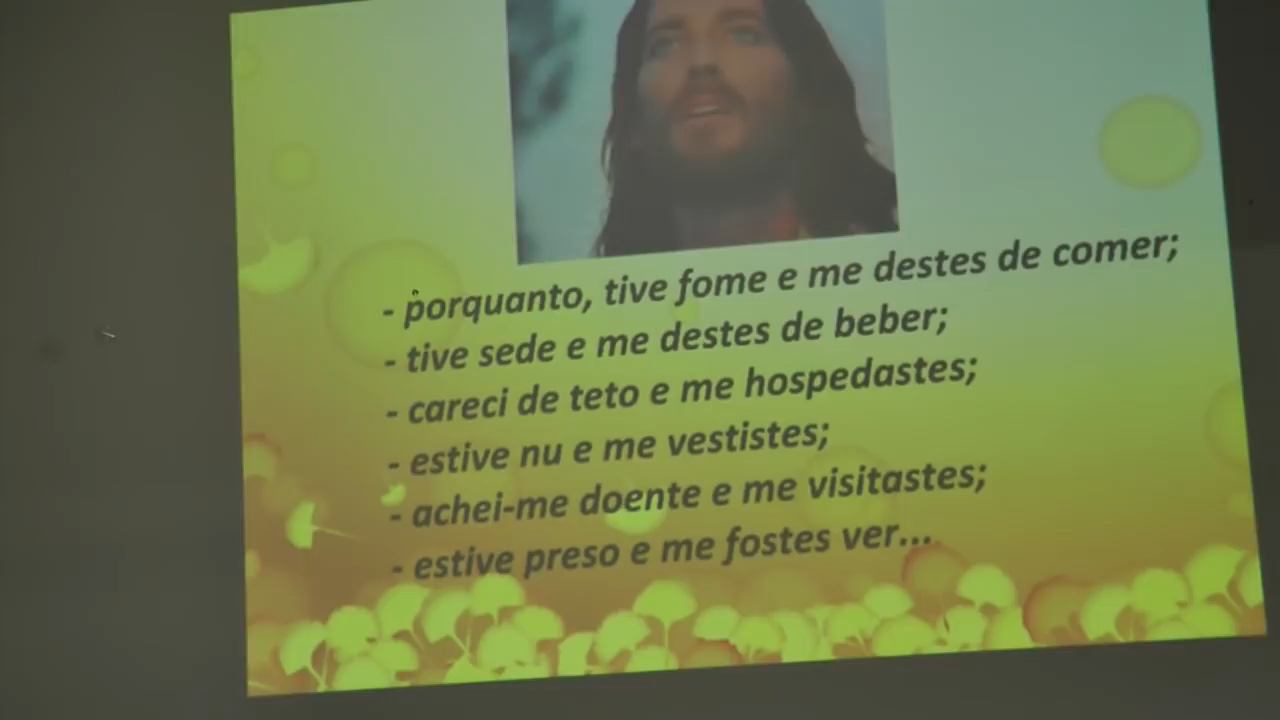 - porquanto, tive fome e me destes de comer;
- tive sede e me destes de beber;
- careci de teto e me hospedastes;
- estive nu e me vestistes;
- achei-me doente e me visitastes;
- estive preso e me fostes ver...